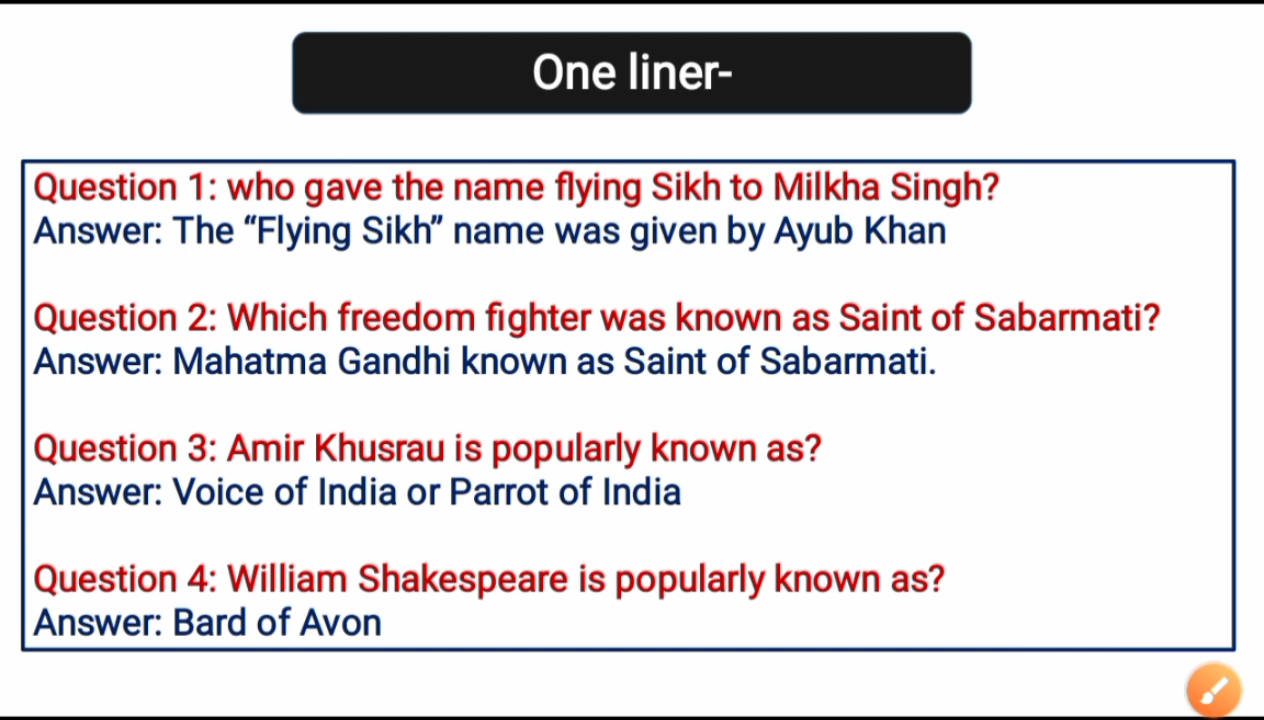 One liner-
Question 1: who gave the name flying Sikh to Milkha Singh?
Answer: The “Flying Sikh” name was given by Ayub Khan
Question 2: Which freedom fighter was known as Saint of Sabarmati?
Answer: Mahatma Gandhi known as Saint of Sabarmati.
Question 3: Amir Khusrau is popularly known as?
Answer: Voice of India or Parrot of India
Question 4: William Shakespeare is popularly known as?
Answer: Bard of Avon